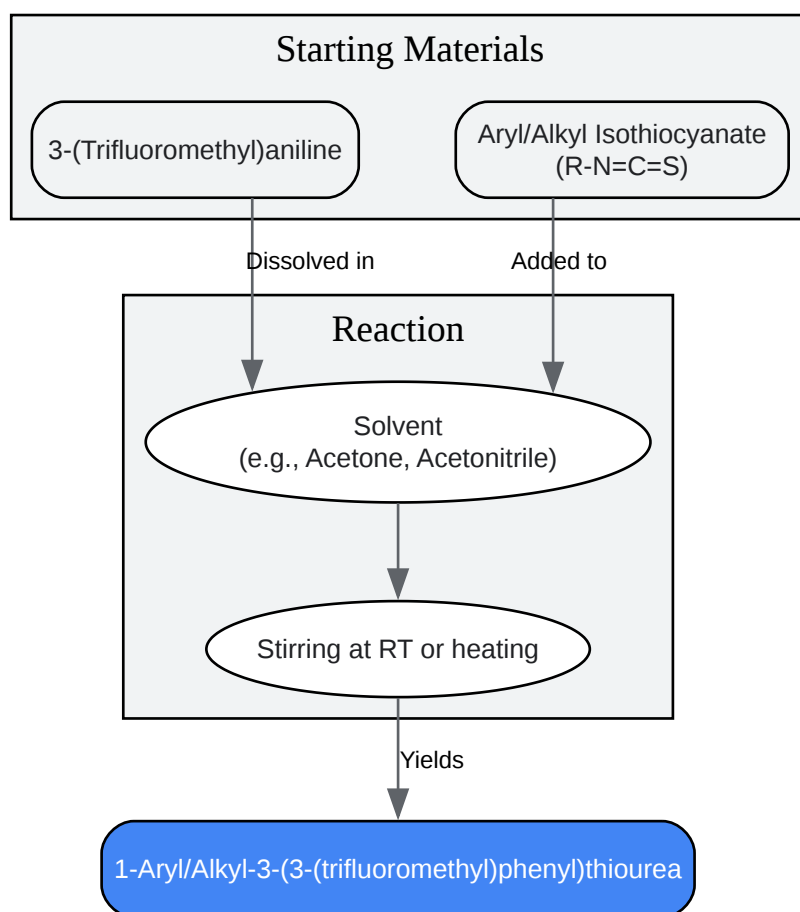 Starting Materials
3-(Trifluoromethyl)aniline
Aryl/Alkyl Isothiocyanate
(R-N=C=S)
Dissolved in
Added to
Reaction
Solvent
(e.g., Acetone, Acetonitrile)
Stirring at RT or heating
Yields
1-Aryl/Alkyl-3-(3-(trifluoromethyl)phenyl)thiourea